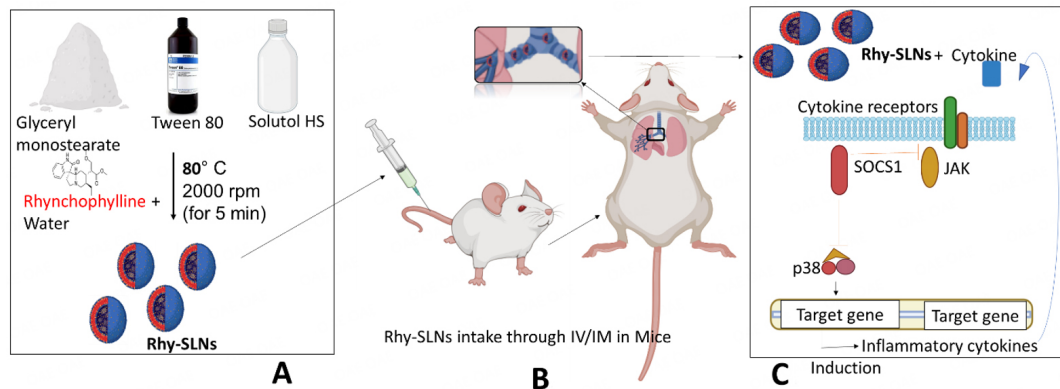 Glyceryl
monostearate
Tween 80
Solutol HS
80° C
2000 rpm
(for 5 min)
Rhynchophylline +
Water
Rhy-SLNs
A
Rhy-SLNs intake through IV/IM in Mice
B
Rhy-SLNs + Cytokine
Cytokine receptors
SOCS1
JAK
p38
Target gene
Target gene
Inflammatory cytokines
Induction
C